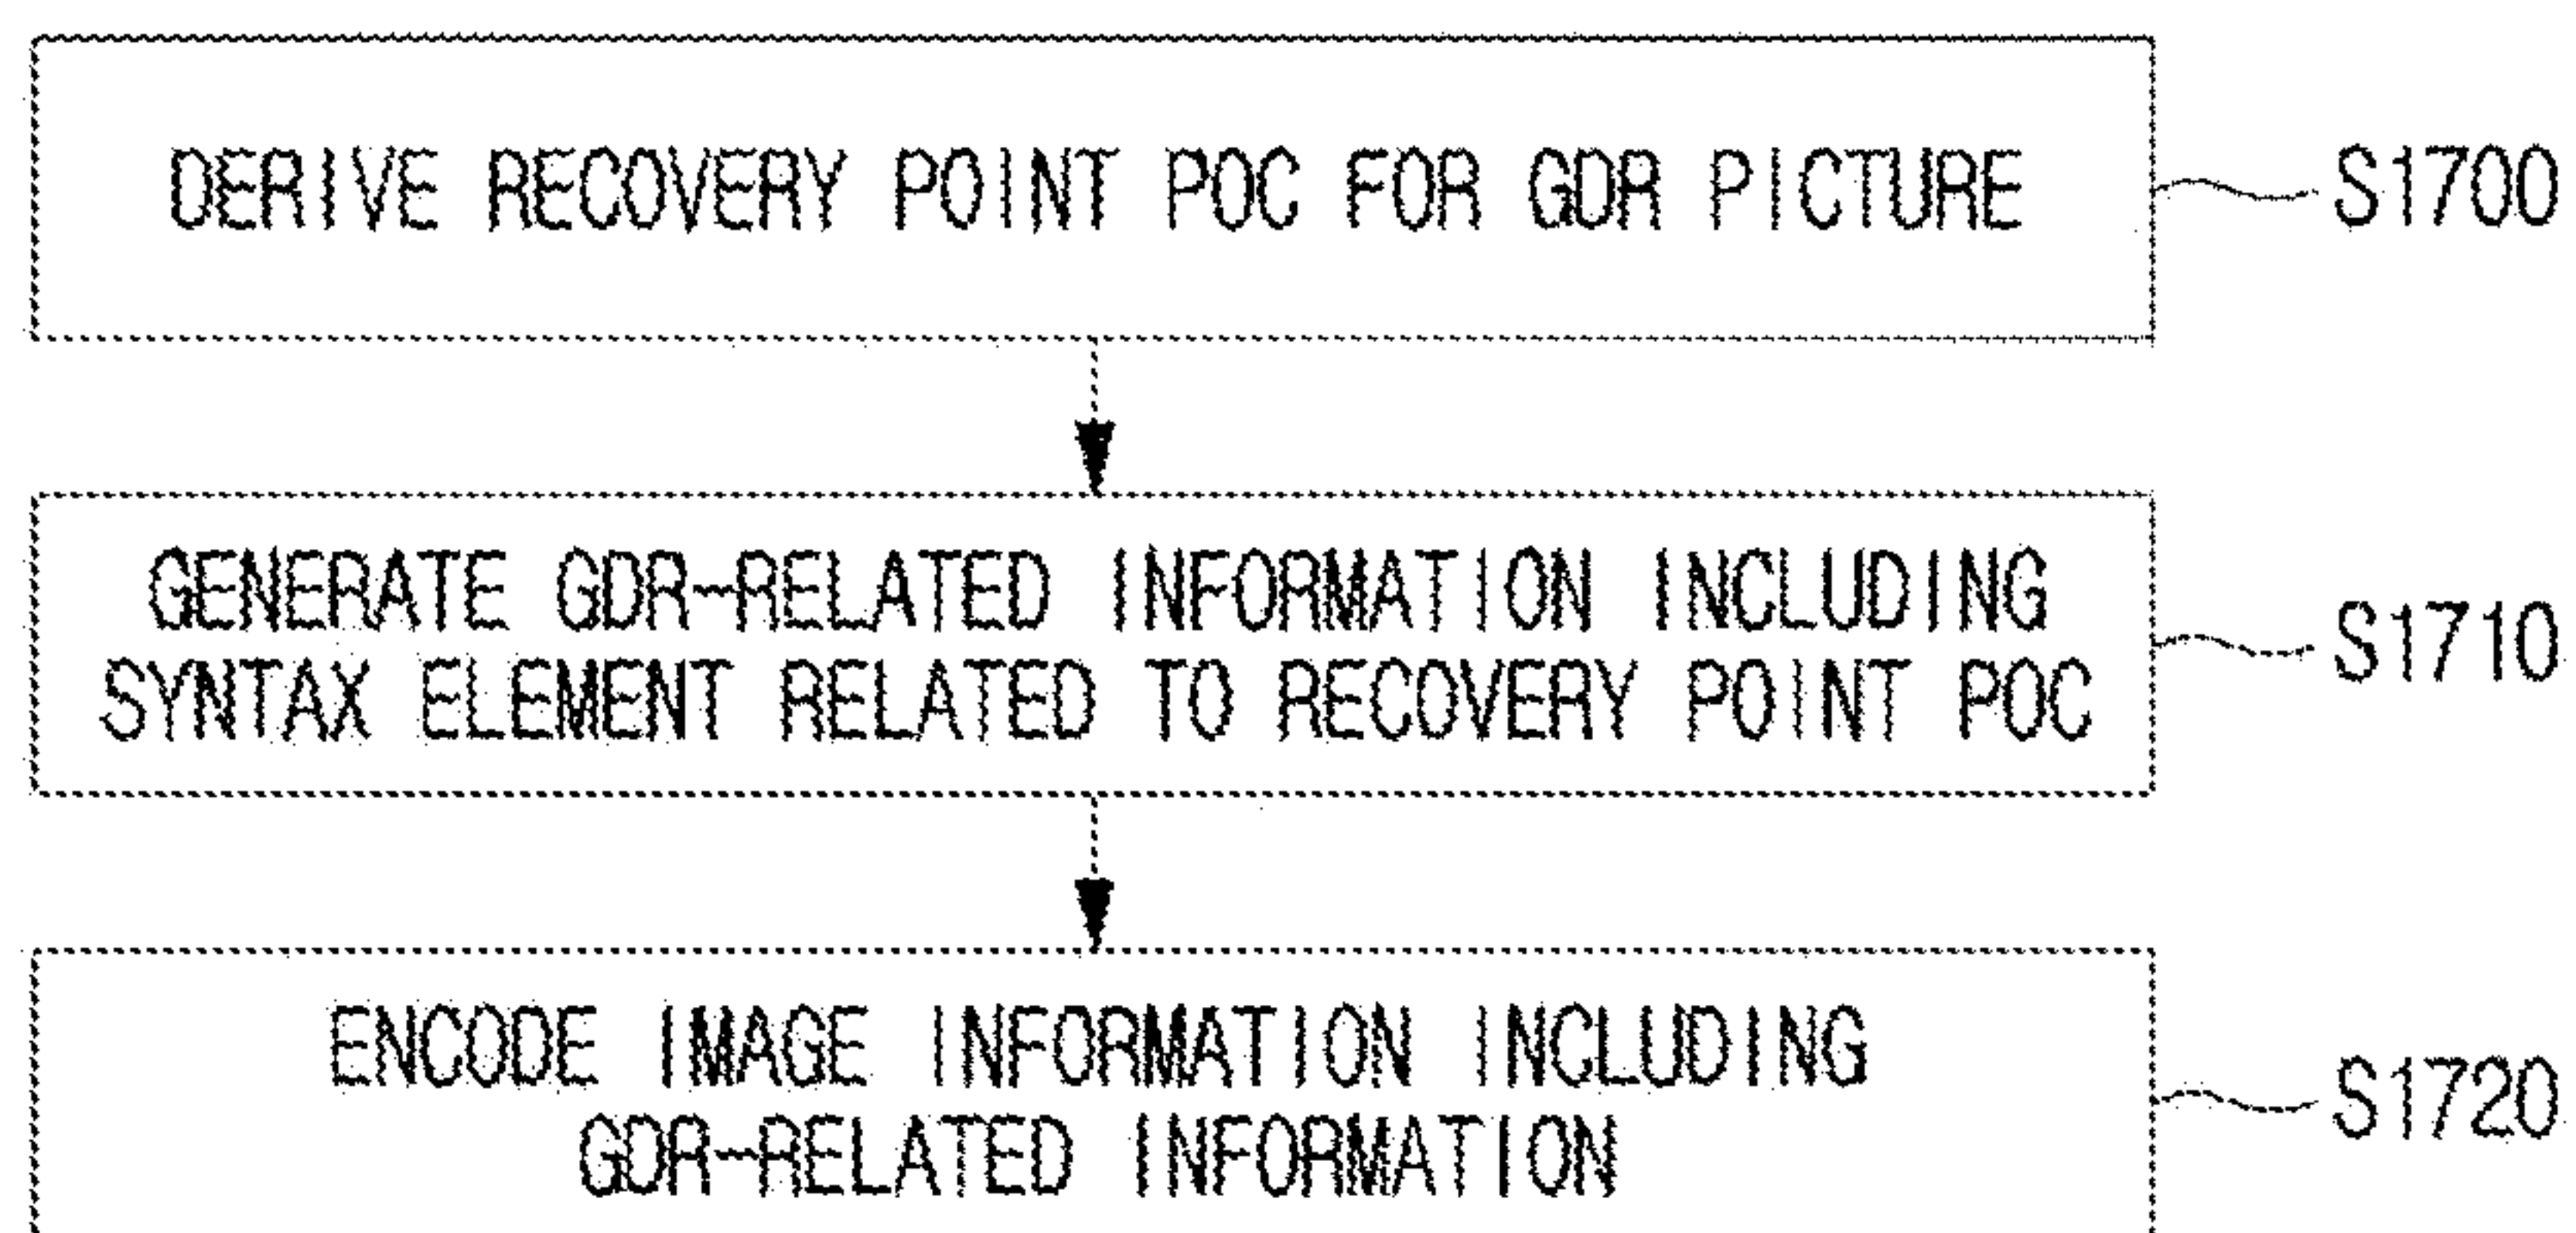 DERIVE RECOVERY POINT POC FOR GDR PICTURE
S1700
GENERATE GDR-RELATED INFORMATION INCLUDING
SYNTAX ELEMENT RELATED TO RECOVERY POINT POC
S1710
ENCODE IMAGE INFORMATION INCLUDING
GDR-RELATED INFORMATION
S1720